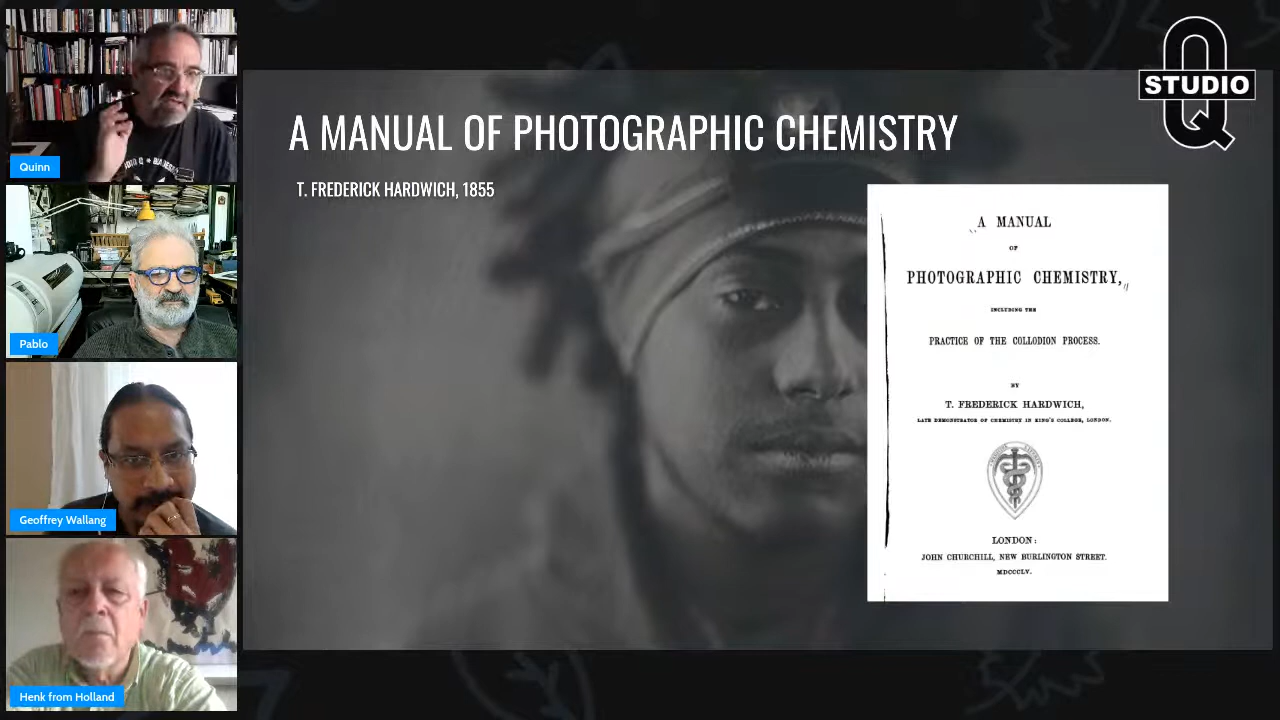 Quinn
Pablo
Geoffrey Wallang
Henk from Holland
STUDIO
Q
A MANUAL OF PHOTOGRAPHIC CHEMISTRY
T. FREDERICK HARDWICH, 1855
A MANUAL
OF
PHOTOGRAPHIC CHEMISTRY,
INCLUDING THE
PRACTICE OF THE COLLODION PROCESS.
BY
T. FREDERICK HARDWICH,
LATE DEMONSTRATOR OF CHEMISTRY IN KING'S COLLEGE, LONDON.
LONDON:
JOHN CHURCHILL, NEW BURLINGTON STREET.
MDCCCLV.